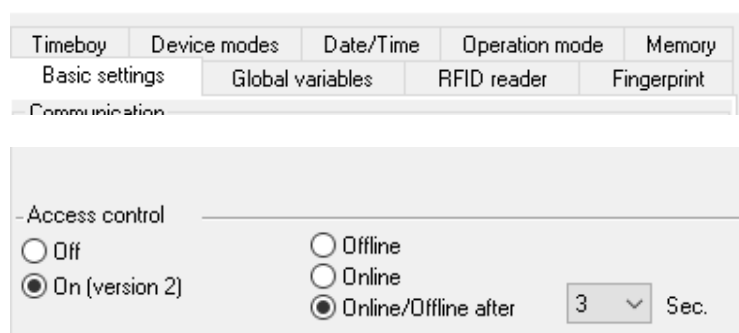 Timeboy Device modes Date/Time Operation mode Memory
Basic settings Global variables RFID reader Fingerprint
Communication
Access control
Off Offline
On (version 2) Online
Online/Offline after 3 Sec.